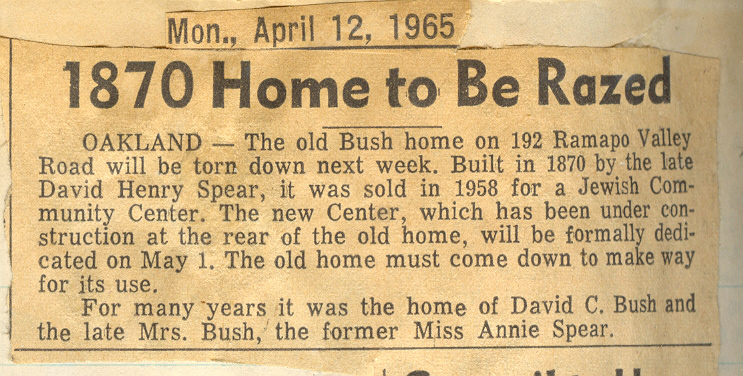 Mon., April 12, 1965
1870 Home to Be Razed
OAKLAND — The old Bush home on 192 Ramapo Valley
Road will be torn down next week. Built in 1870 by the late
David Henry Spear, it was sold in 1958 for a Jewish Com-
munity Center. The new Center, which has been under con-
struction at the rear of the old home, will be formally dedi-
cated on May 1. The old home must come down to make way
for its use.
For many years it was the home of David C. Bush and
the late Mrs. Bush, the former Miss Annie Spear.